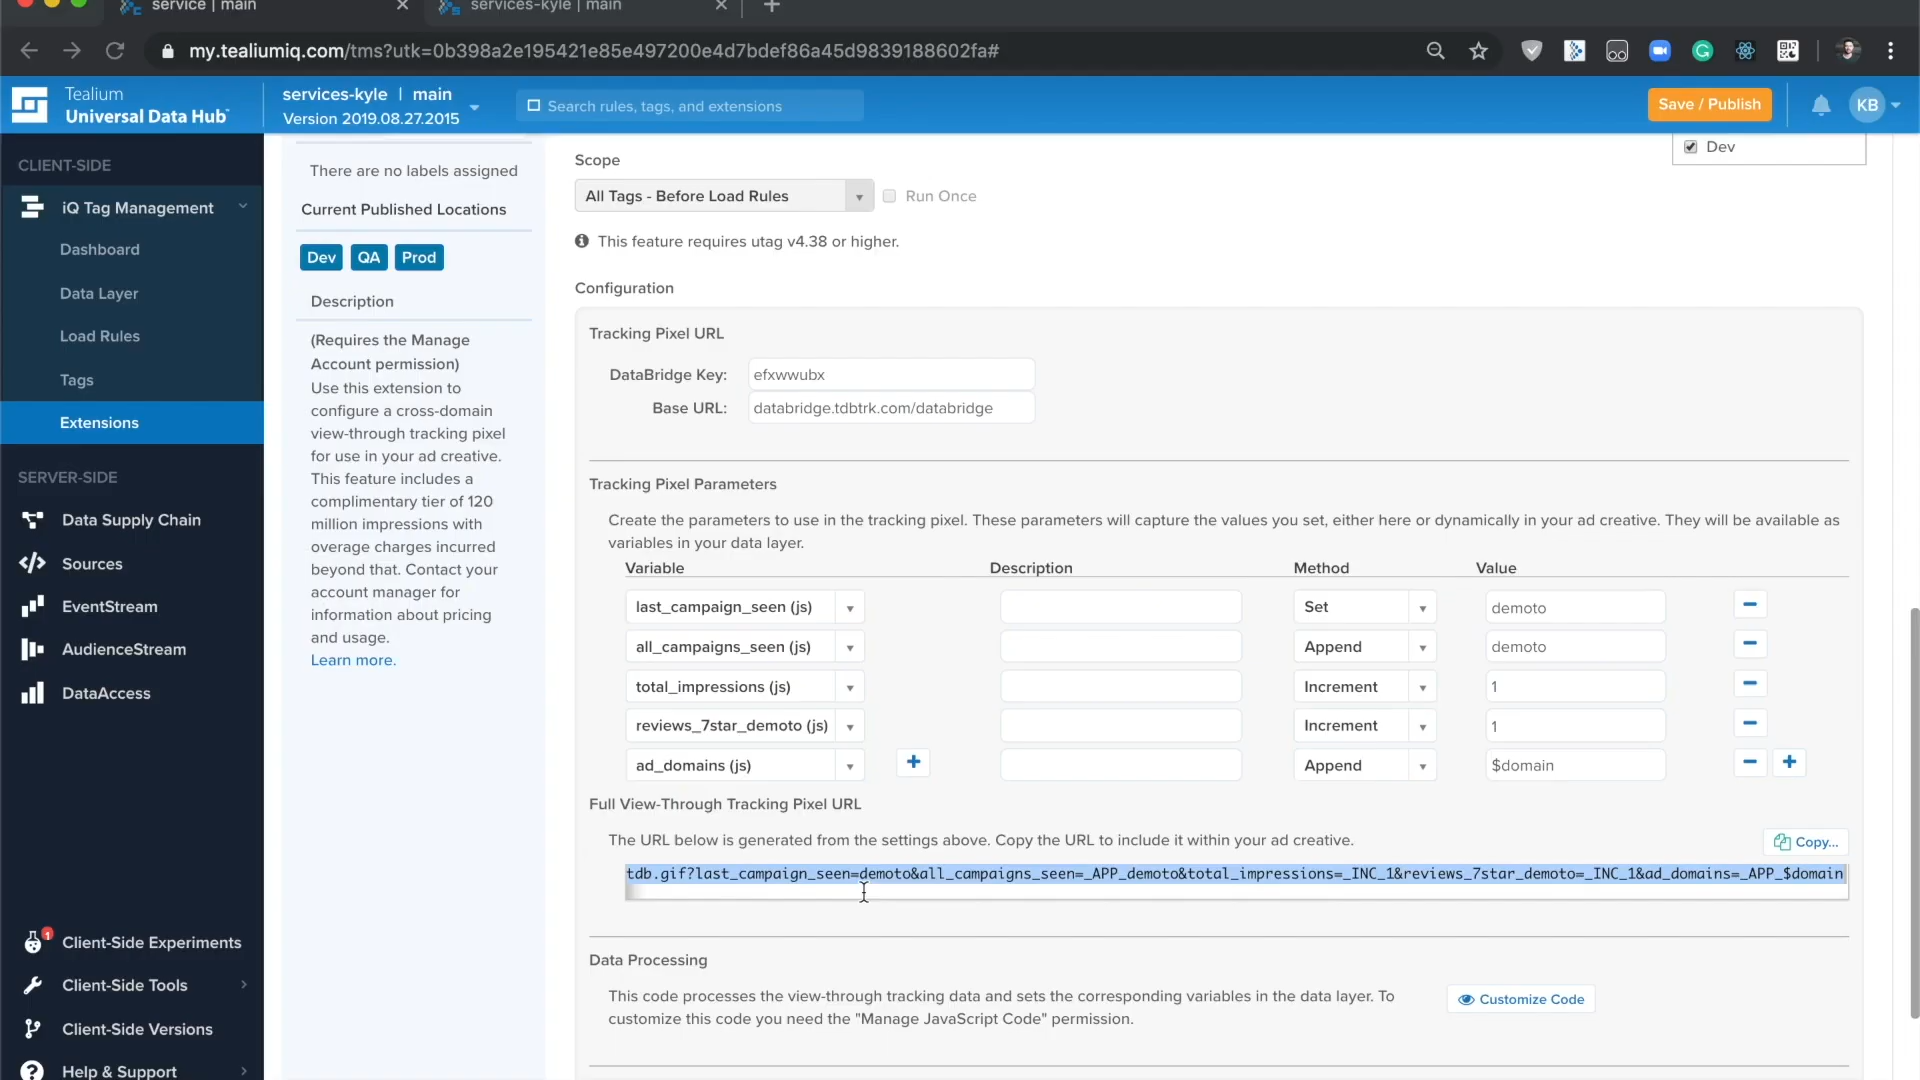 service | main
services-kyle | main
my.tealiumiq.com/tms?utk=0b398a2e195421e85e497200e4d7bdef86a45d9839188602fa#
Tealium
Universal Data Hub
services-kyle | main
Version 2019.08.27.2015
Search rules, tags, and extensions
Save / Publish
KB
CLIENT-SIDE
iQ Tag Management
Dashboard
Data Layer
Load Rules
Tags
Extensions
SERVER-SIDE
Data Supply Chain
Sources
EventStream
AudienceStream
DataAccess
1
Client-Side Experiments
Client-Side Tools
Client-Side Versions
Help & Support
There are no labels assigned
Current Published Locations
Dev QA Prod
Description
(Requires the Manage
Account permission)
Use this extension to
configure a cross-domain
view-through tracking pixel
for use in your ad creative.
This feature includes a
complimentary tier of 120
million impressions with
overage charges incurred
beyond that. Contact your
account manager for
information about pricing
and usage.
Learn more.
Dev
Scope
All Tags - Before Load Rules Run Once
This feature requires utag v4.38 or higher.
Configuration
Tracking Pixel URL
DataBridge Key: efxwwubx
Base URL: databridge.tdbtrk.com/databridge
Tracking Pixel Parameters
Create the parameters to use in the tracking pixel. These parameters will capture the values you set, either here or dynamically in your ad creative. They will be available as
variables in your data layer.
Variable Description Method Value
last_campaign_seen (js) Set demoto
all_campaigns_seen (js) Append demoto
total_impressions (js) Increment 1
reviews_7star_demoto (js) Increment 1
ad_domains (js) Append $domain
Full View-Through Tracking Pixel URL
The URL below is generated from the settings above. Copy the URL to include it within your ad creative.
Copy...
tdb.gif?last_campaign_seen=demoto&all_campaigns_seen=_APP_demoto&total_impressions=_INC_1&reviews_7star_demoto=_INC_1&ad_domains=_APP_$domain
Data Processing
This code processes the view-through tracking data and sets the corresponding variables in the data layer. To
customize this code you need the "Manage JavaScript Code" permission.
Customize Code